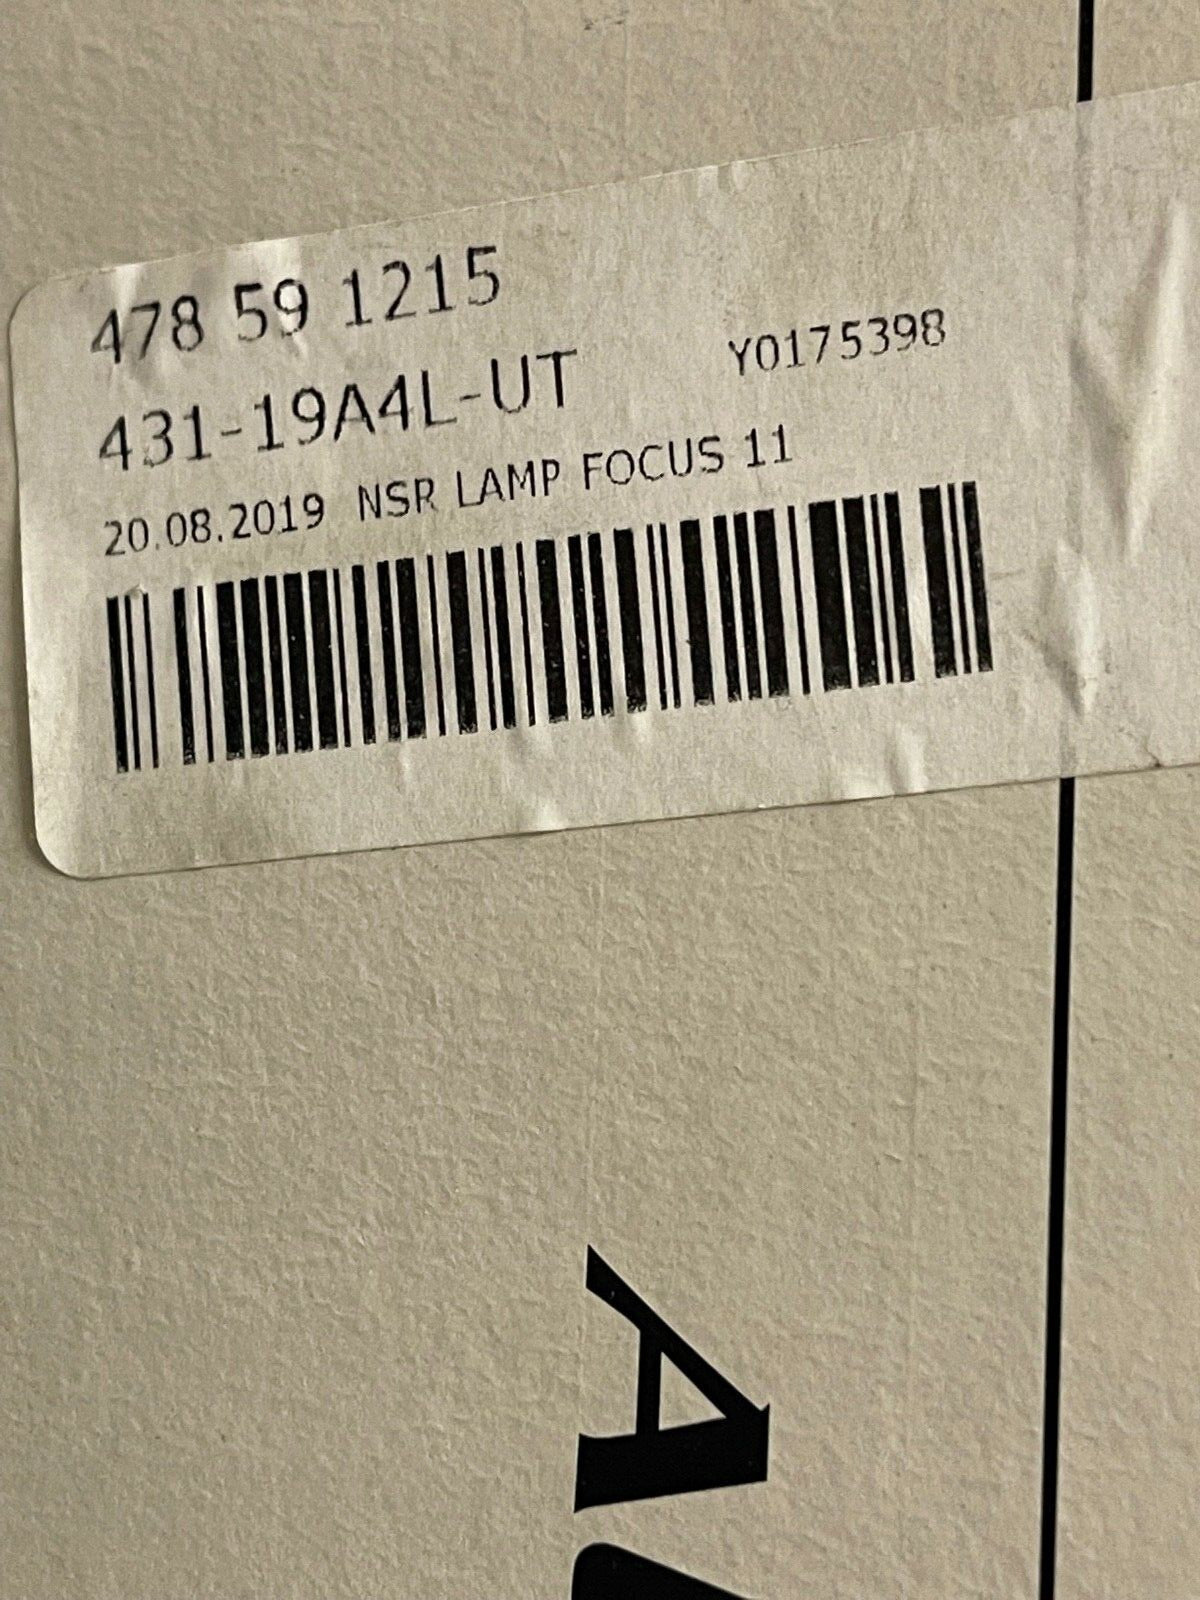 478 59 1215
431-19A4L-UT Y0175398
20.08.2019 NSR LAMP FOCUS 11
A